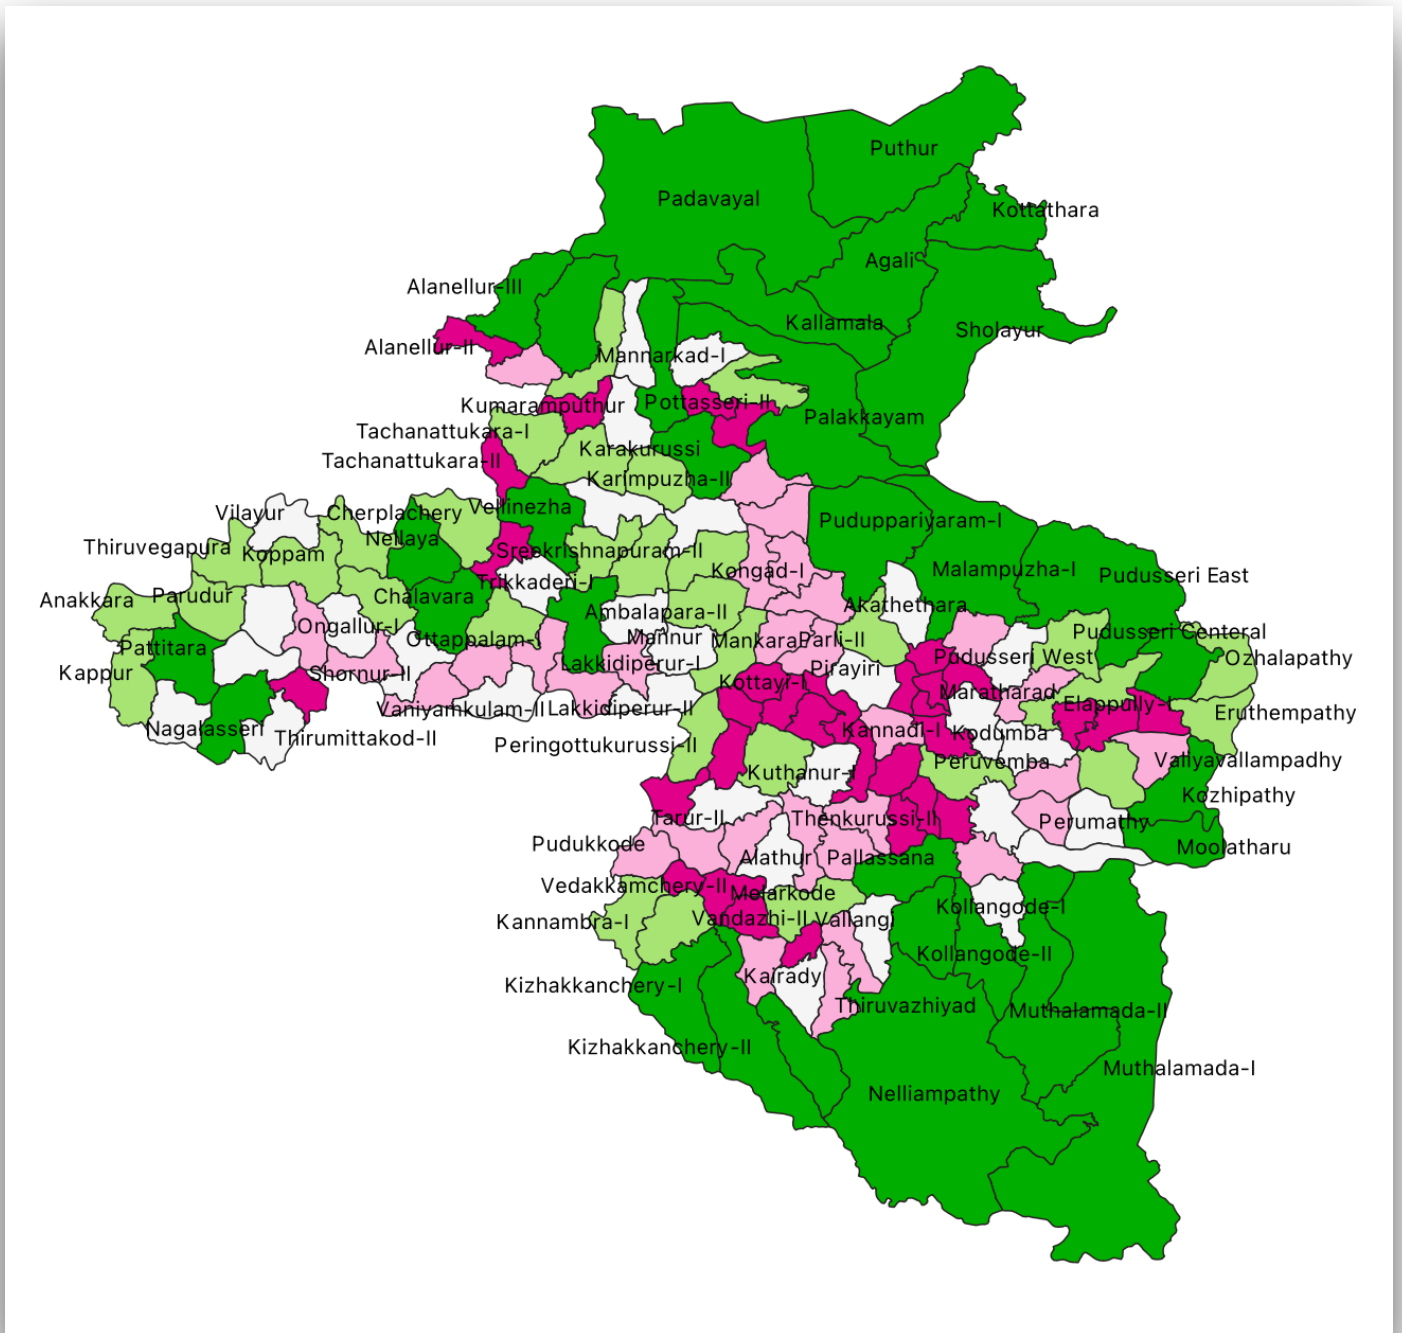 Puthur
Padavayal
Kottathara
Agali
Alanellur-III
Kallamala
Sholayur
Alanellur-II
Mannarkad-I
Kumaramputhur
Pottasseri-II
Palakkayam
Tachanattukara-I
Karakurussi
Tachanattukara-II
Karimpuzha-II
Vellinezha
Vilayur
Cherplachery
Puduppariyaram-I
Nellaya
Thiruvegapura
Koppam
Sreekrishnapuram-II
Kongad-I
Malampuzha-I
Pudusseri East
Trikkaderi-I
Anakkara
Parudur
Chalavara
Akathethara
Ambalapara-II
Ongallur-I
Ottappalam-I
Mannur
Mankara
Parli-II
Pudusseri Centeral
Pattitara
Pudusseri West
Ozhalapathy
Kappur
Shornur-II
Lakkidiperur-I
Pirayiri
Kottayi-I
Maratharad
Vaniyamkulam-II
Lakkidiperur-II
Elappully-I
Eruthempathy
Nagalasseri
Thirumittakod-II
Kannadi-I
Kodumba
Peringottukurussi-II
Peruvemba
Valiyavallampadhy
Kuthanur-I
Kozhipathy
Tarur-II
Thenkurussi-II
Perumathy
Pudukkode
Moolatharu
Alathur
Pallassana
Vedakkamchery-II
Melarkode
Kollangode-I
Kannambra-I
Vandazhi-II
Vallangi
Kollangode-II
Kairady
Kizhakkanchery-I
Thiruvazhiyad
Muthalamada-II
Kizhakkanchery-II
Muthalamada-I
Nelliampathy